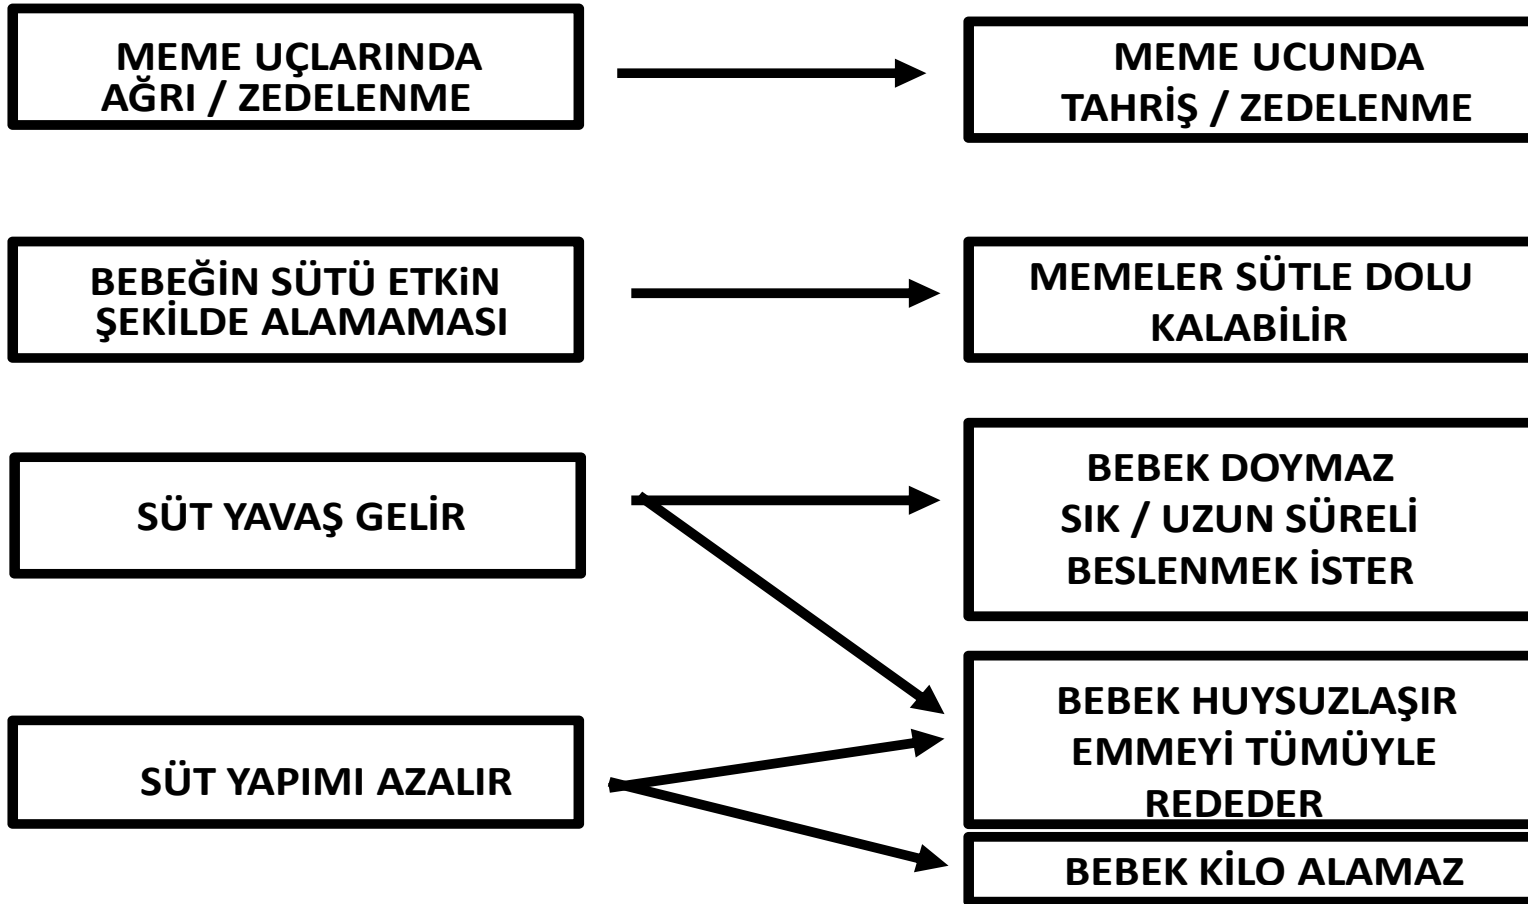 MEME UÇLARINDA
AĞRI / ZEDELENME
MEME UCUNDA
TAHRİŞ / ZEDELENME
BEBEĞİN SÜTÜ ETKiN
ŞEKİLDE ALAMAMASI
MEMELER SÜTLE DOLU
KALABİLİR
SÜT YAVAŞ GELİR
BEBEK DOYMAZ
SIK / UZUN SÜRELİ
BESLENMEK İSTER
SÜT YAPIMI AZALIR
BEBEK HUYSUZLAŞIR
EMMEYİ TÜMÜYLE
REDEDER
BEBEK KİLO ALAMAZ